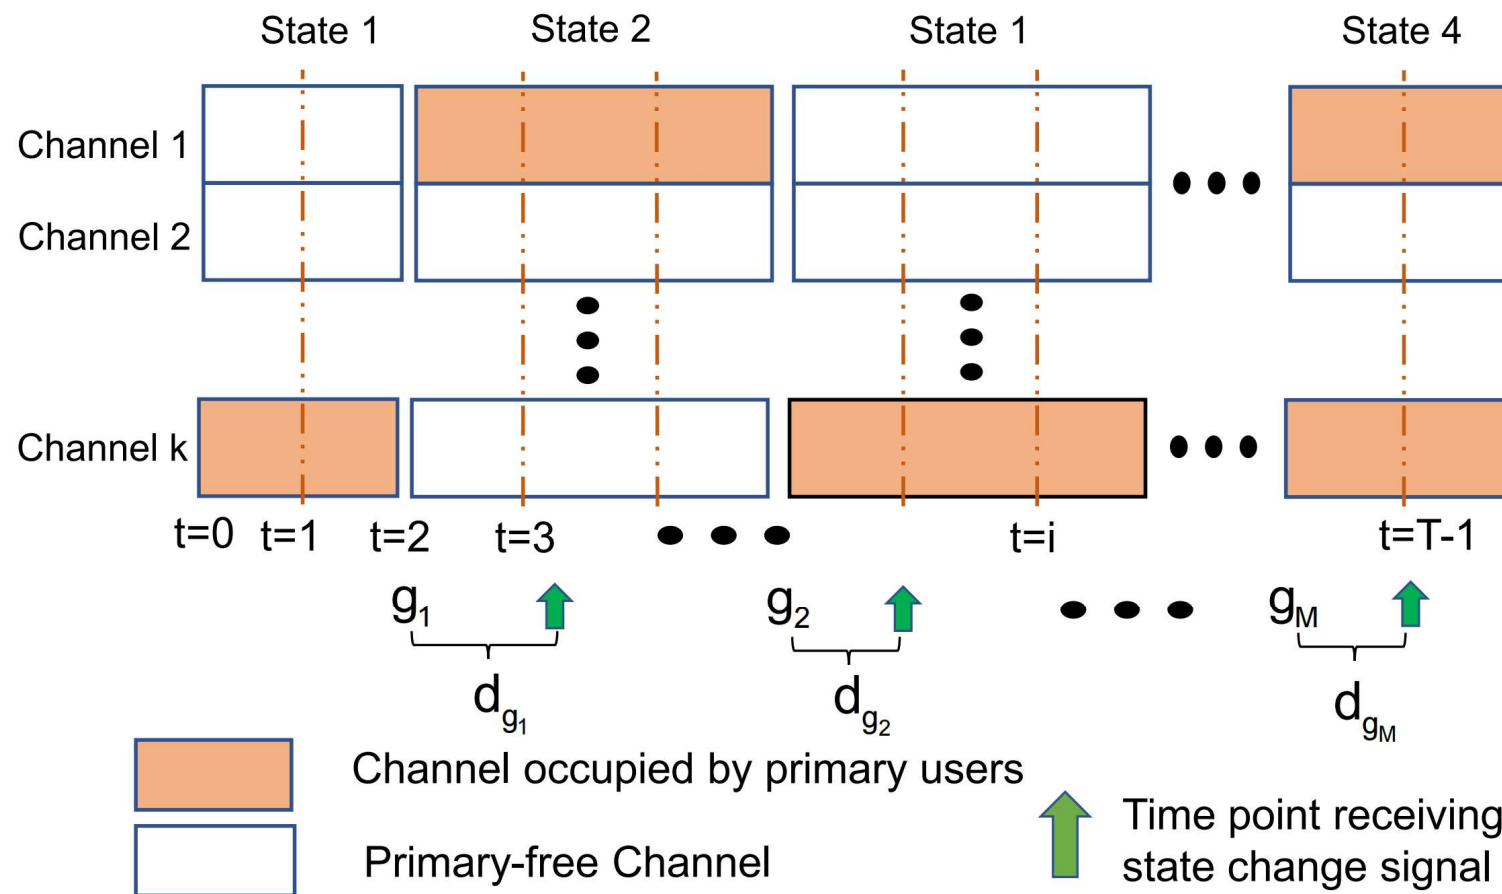 State 1 State 2 State 1 State 4
Channel 1
Channel 2
Channel k
t=0 t=1 t=2 t=3 t=i t=T-1
g1 g2 gM
dg1 dg2 dgM
Channel occupied by primary users
Primary-free Channel
Time point receiving
state change signal